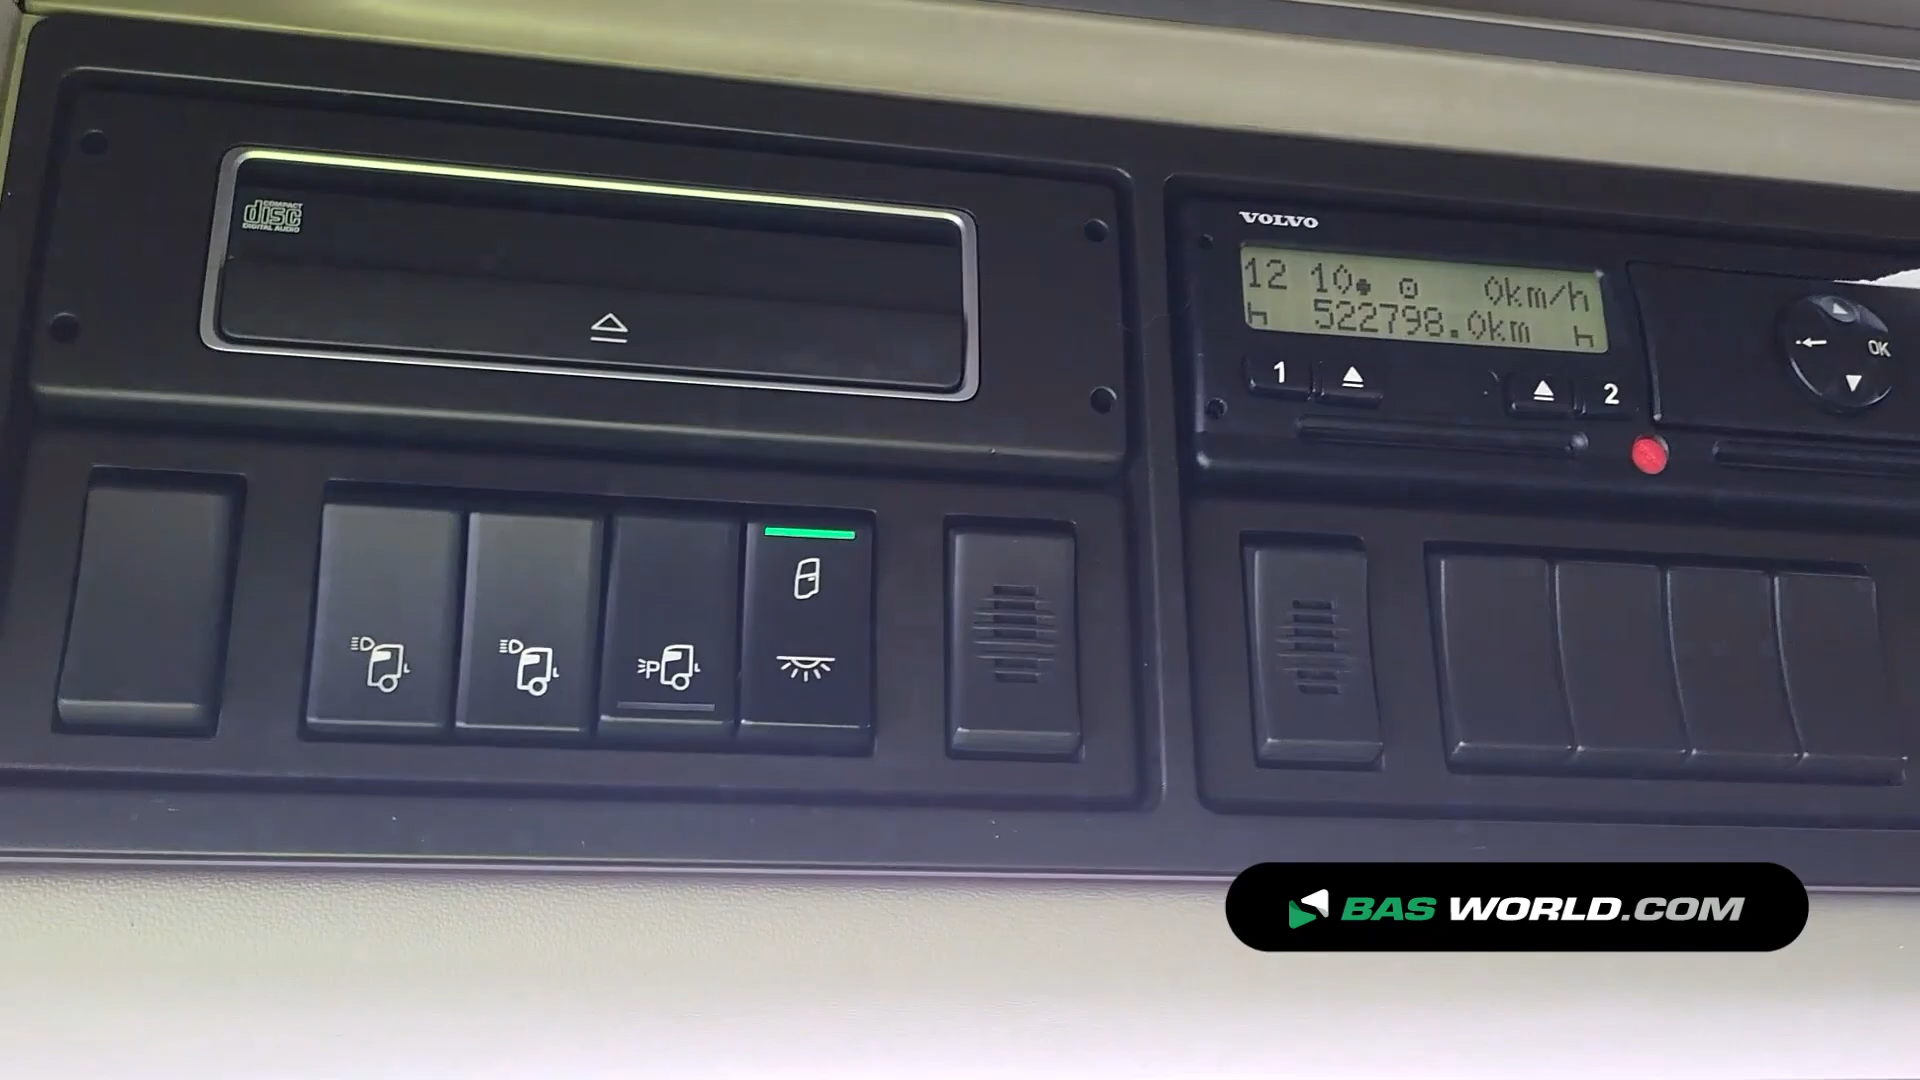 COMPACT
disc
DIGITAL AUDIO
VOLVO
12 10 0km/h
h 522798.0km h
1 2
OK
P
BAS WORLD.COM